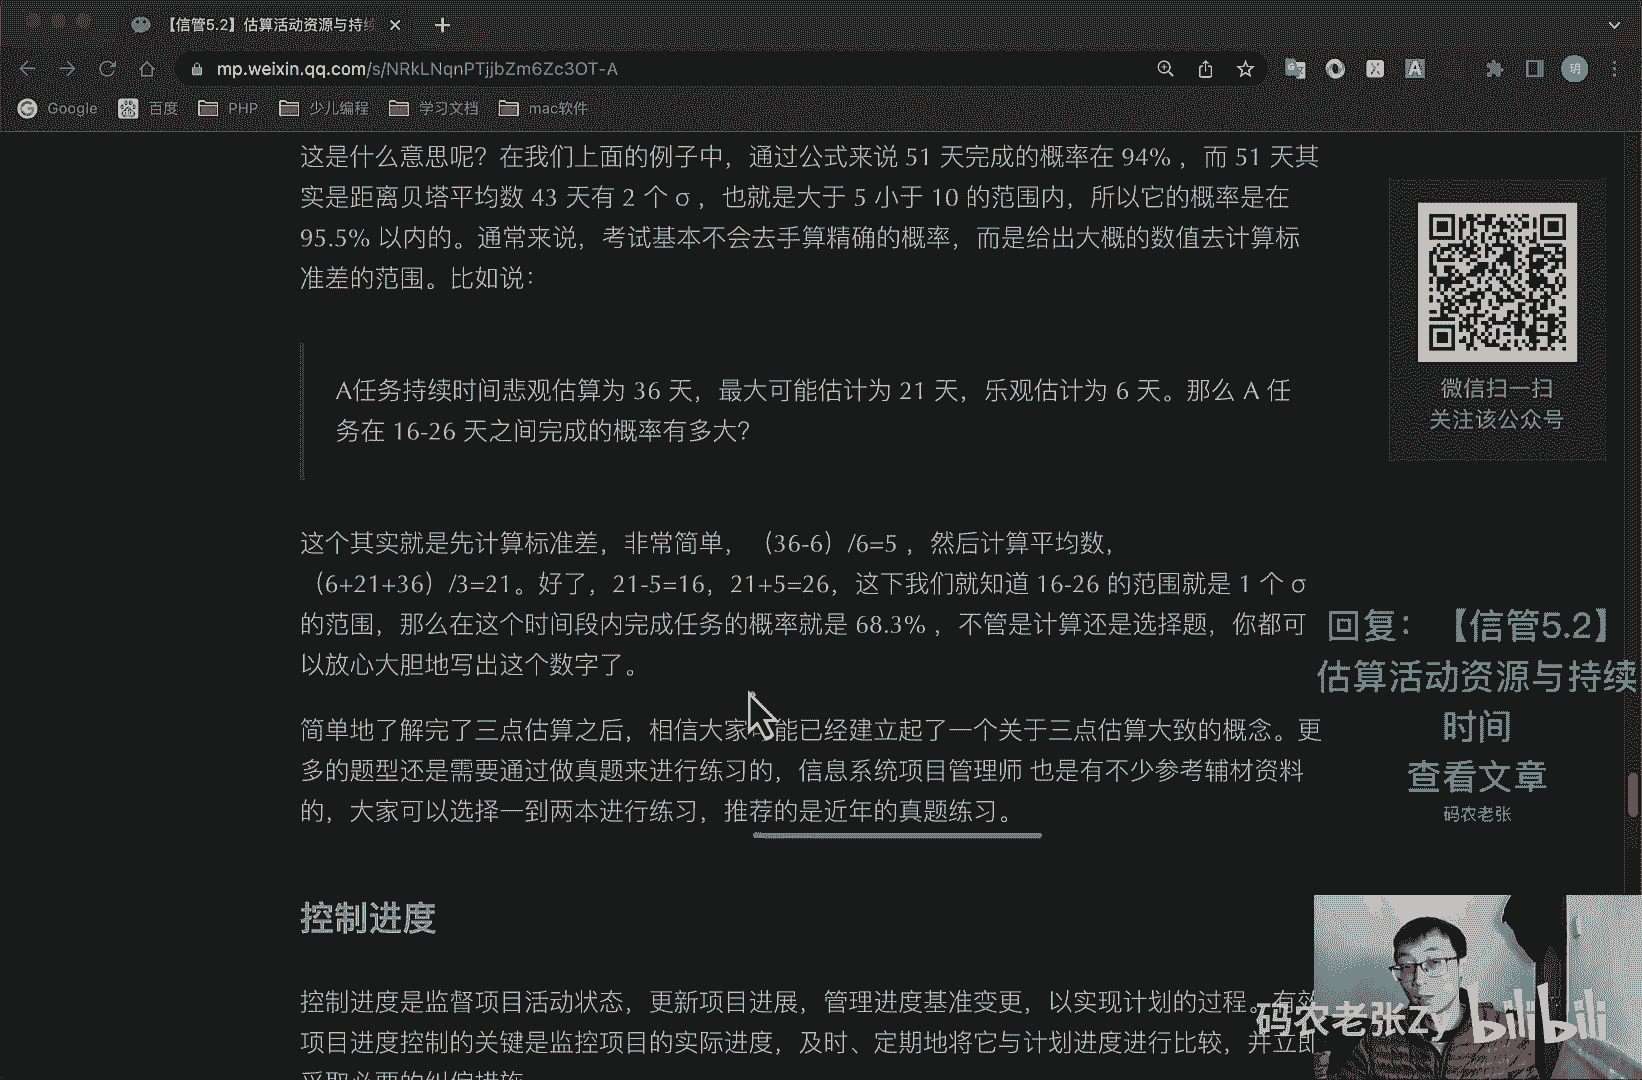 【信管5.2】估算活动资源与持续
mp.weixin.qq.com/s/NRkLNqnPTjjbZm6Zc3OT-A
Google 百度 PHP 少儿编程 学习文档 mac软件
这是什么意思呢？在我们上面的例子中，通过公式来说 51 天完成的概率在 94% ，而 51 天其
实是距离贝塔平均数 43 天有 2 个 σ ，也就是大于 5 小于 10 的范围内，所以它的概率是在
95.5% 以内的。通常来说，考试基本不会去手算精确的概率，而是给出大概的数值去计算标
准差的范围。比如说：
A任务持续时间悲观估算为 36 天，最大可能估计为 21 天，乐观估计为 6 天。那么 A 任
务在 16-26 天之间完成的概率有多大？
这个其实就是先计算标准差，非常简单，（36-6）/6=5 ，然后计算平均数，
（6+21+36）/3=21。好了，21-5=16，21+5=26，这下我们就知道 16-26 的范围就是 1 个 σ
的范围，那么在这个时间段内完成任务的概率就是 68.3% ，不管是计算还是选择题，你都可
以放心大胆地写出这个数字了。
简单地了解完了三点估算之后，相信大家 能已经建立起了一个关于三点估算大致的概念。更
多的题型还是需要通过做真题来进行练习的，信息系统项目管理师 也是有不少参考辅材资料
的，大家可以选择一到两本进行练习，推荐的是近年的真题练习。
控制进度
控制进度是监督项目活动状态，更新项目进展，管理进度基准变更，以实现计划的过程。有效
项目进度控制的关键是监控项目的实际进度，及时、定期地将它与计划进度进行比较，并立即
采取必要的纠偏措施
微信扫一扫
关注该公众号
回复：【信管5.2】
估算活动资源与持续
时间
查看文章
码农老张
码农老张Zy bilibili
玥